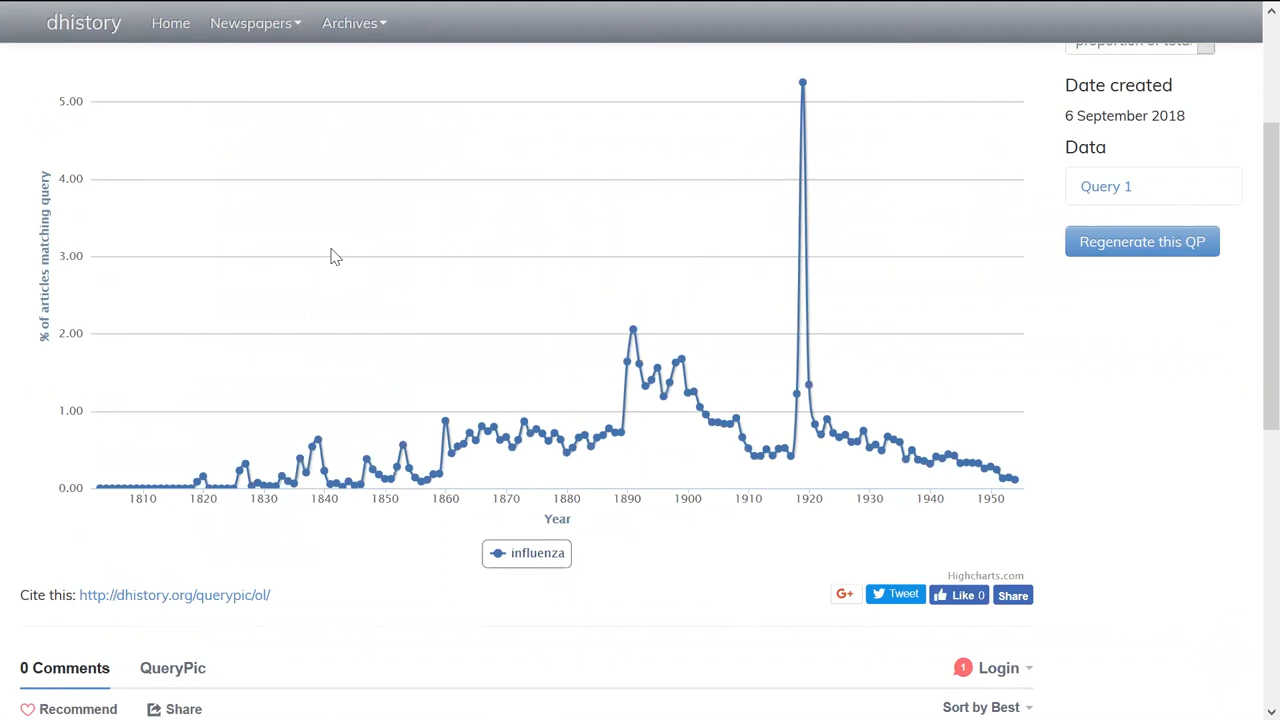 dhistory Home Newspapers Archives
proportion of total
Date created
6 September 2018
Data
Query 1
Regenerate this QP
% of articles matching query
5.00
4.00
3.00
2.00
1.00
0.00
1810 1820 1830 1840 1850 1860 1870 1880 1890 1900 1910 1920 1930 1940 1950
Year
influenza
Highcharts.com
Cite this: http://dhistory.org/querypic/ol/
G+ Tweet Like 0 Share
0 Comments QueryPic 1 Login
Recommend Share Sort by Best